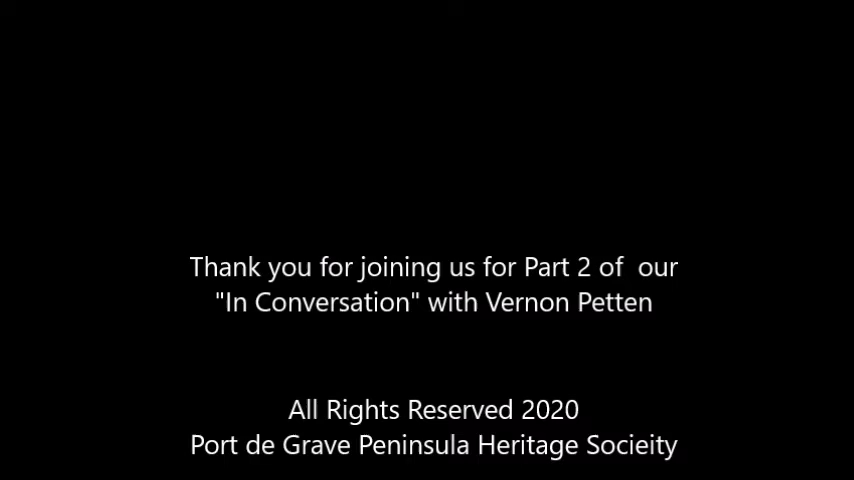 Thank you for joining us for Part 2 of  our
"In Conversation" with Vernon Petten
All Rights Reserved 2020
Port de Grave Peninsula Heritage Socieity